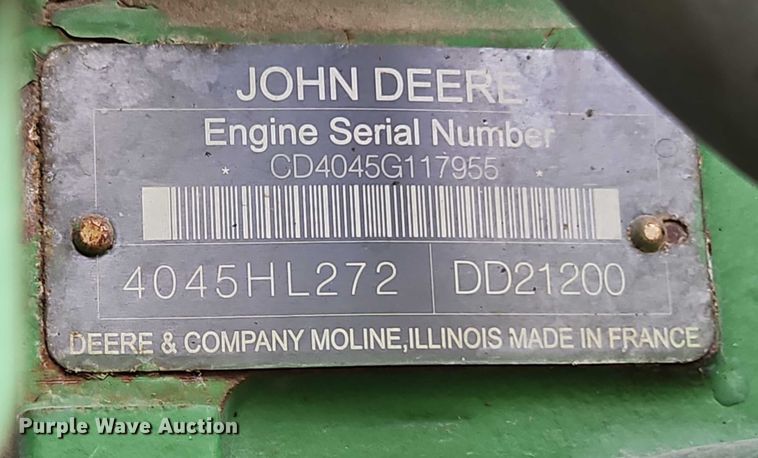 JOHN DEERE
Engine Serial Number
* CD4045G117955 *
4045HL272 DD21200
DEERE & COMPANY MOLINE,ILLINOIS MADE IN FRANCE
Purple Wave Auction